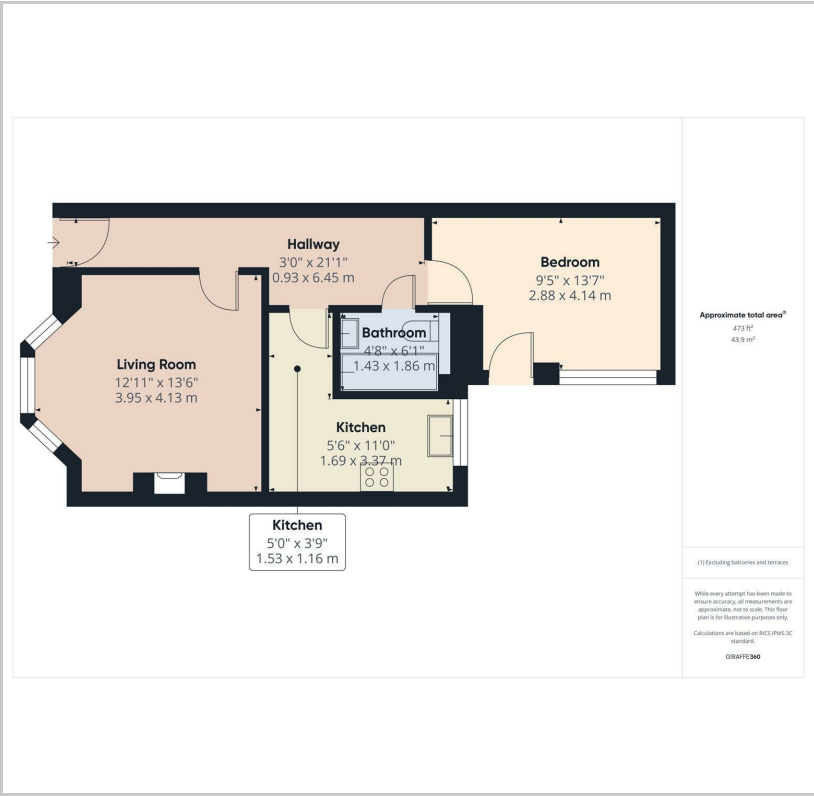 Hallway
3'0" x 21'1"
0.93 x 6.45 m
Bedroom
9'5" x 13'7"
2.88 x 4.14 m
Bathroom
4'8" x 6'1"
1.43 x 1.86 m
Living Room
12'11" x 13'6"
3.95 x 4.13 m
Kitchen
5'6" x 11'0"
1.69 x 3.37 m
Kitchen
5'0" x 3'9"
1.53 x 1.16 m
Approximate total area⁽¹⁾
473 ft²
43.9 m²
(1) Excluding balconies and terraces
While every attempt has been made to
ensure accuracy, all measurements are
approximate, not to scale. This floor
plan is for illustrative purposes only.
Calculations are based on RICS IPMS 3C
standard.
GIRAFFE360